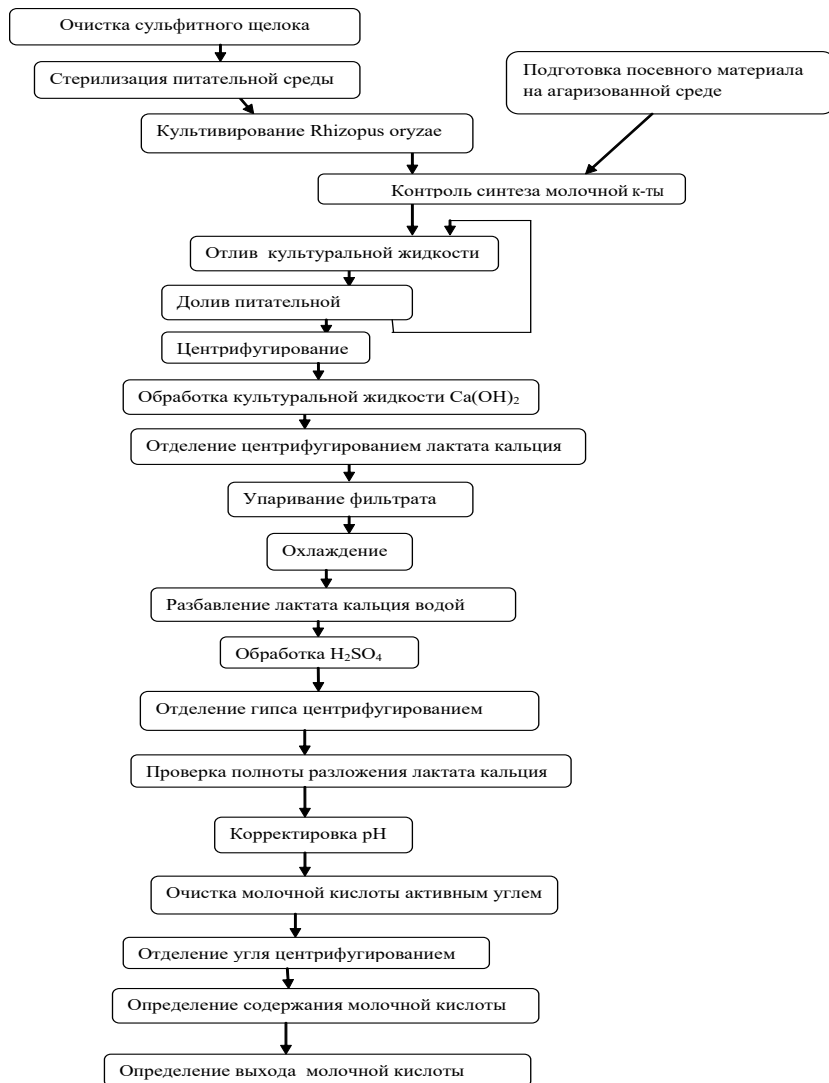 Очистка сульфитного щелока
Стерилизация питательной среды
Подготовка посевного материала
на агаризованной среде
Культивирование Rhizopus oryzae
Контроль синтеза молочной к-ты
Отлив культуральной жидкости
Долив питательной
Центрифугирование
Обработка культуральной жидкости Ca(OH)₂
Отделение центрифугированием лактата кальция
Упаривание фильтрата
Охлаждение
Разбавление лактата кальция водой
Обработка H₂SO₄
Отделение гипса центрифугированием
Проверка полноты разложения лактата кальция
Корректировка pH
Очистка молочной кислоты активным углем
Отделение угля центрифугированием
Определение содержания молочной кислоты
Определение выхода молочной кислоты